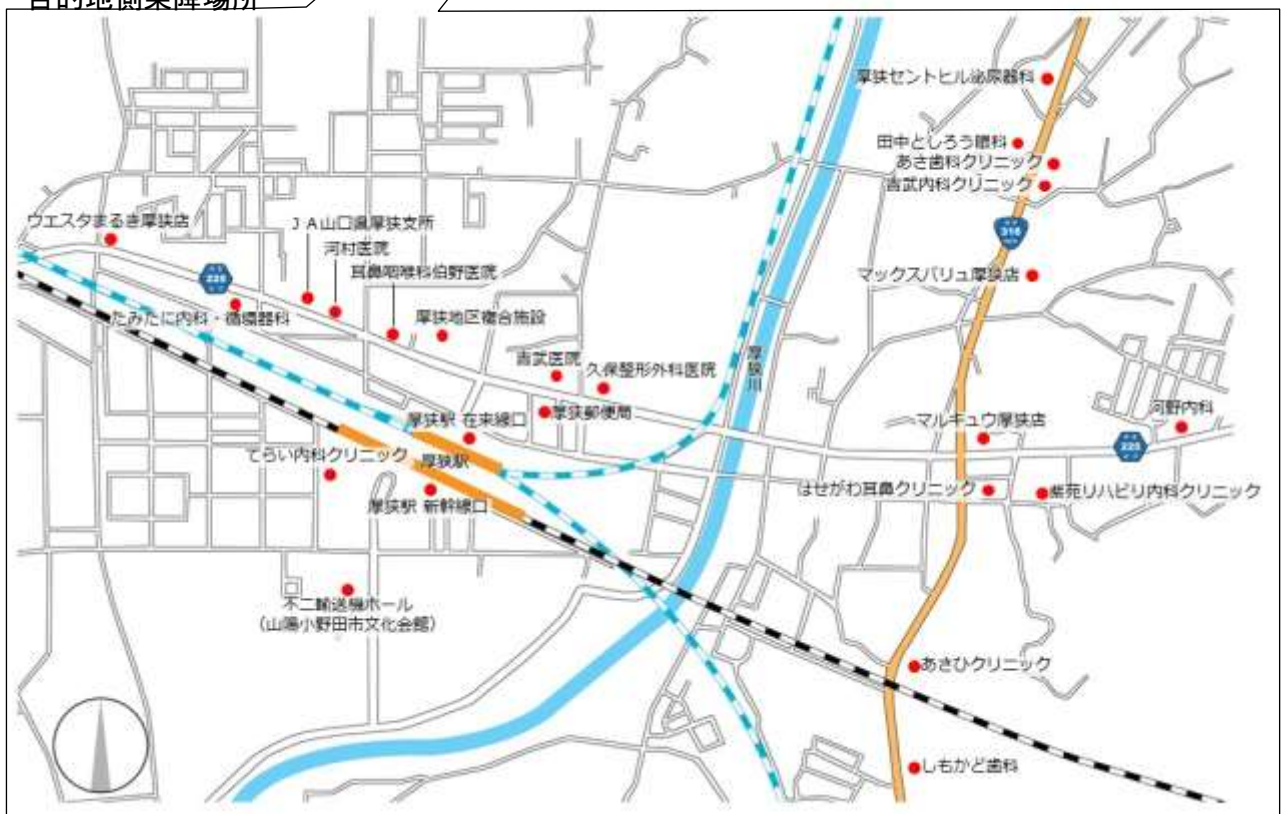 目的地側乗降場所
厚狭セントヒル泌尿器科
田中としろう眼科
あさ歯科クリニック
吉武内科クリニック
316
ウエスタまるき厚狭店
ＪＡ山口県厚狭支所
河村医院
耳鼻咽喉科伯野医院
225
マックスバリュ厚狭店
たみたに内科・循環器科
厚狭地区複合施設
吉武医院
久保整形外科医院
厚狭川
厚狭駅 在来線口
厚狭郵便局
マルキュウ厚狭店
河野内科
225
てらい内科クリニック
厚狭駅
厚狭駅 新幹線口
はせがわ耳鼻クリニック
紫苑リハビリ内科クリニック
不二輸送機ホール
（山陽小野田市文化会館）
あさひクリニック
しもかど歯科